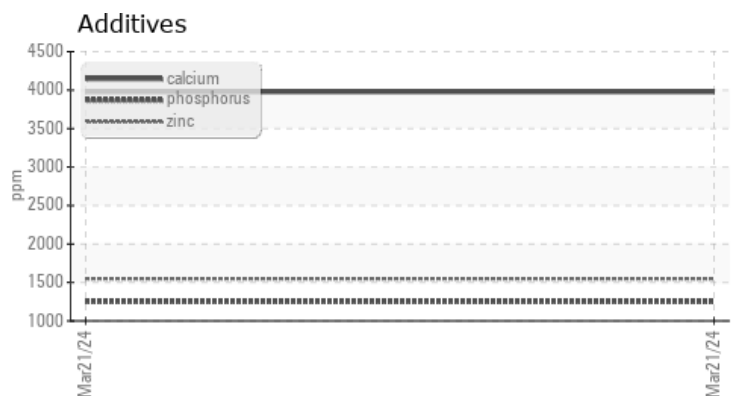 Additives
4500
4000
3500
3000
2500
2000
1500
1000
ppm
calcium
phosphorus
zinc
Mar21/24
Mar21/24